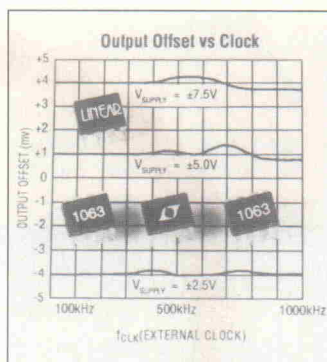 Output Offset vs Clock
OUTPUT OFFSET (mv)
+5
+4
+3
+2
+1
0
-1
-2
-3
-4
-5
VSUPPLY = ±7.5V
LINEAR
VSUPPLY = ±5.0V
1063
1063
VSUPPLY = ±2.5V
100kHz
500kHz
1000kHz
fCLK(EXTERNAL CLOCK)